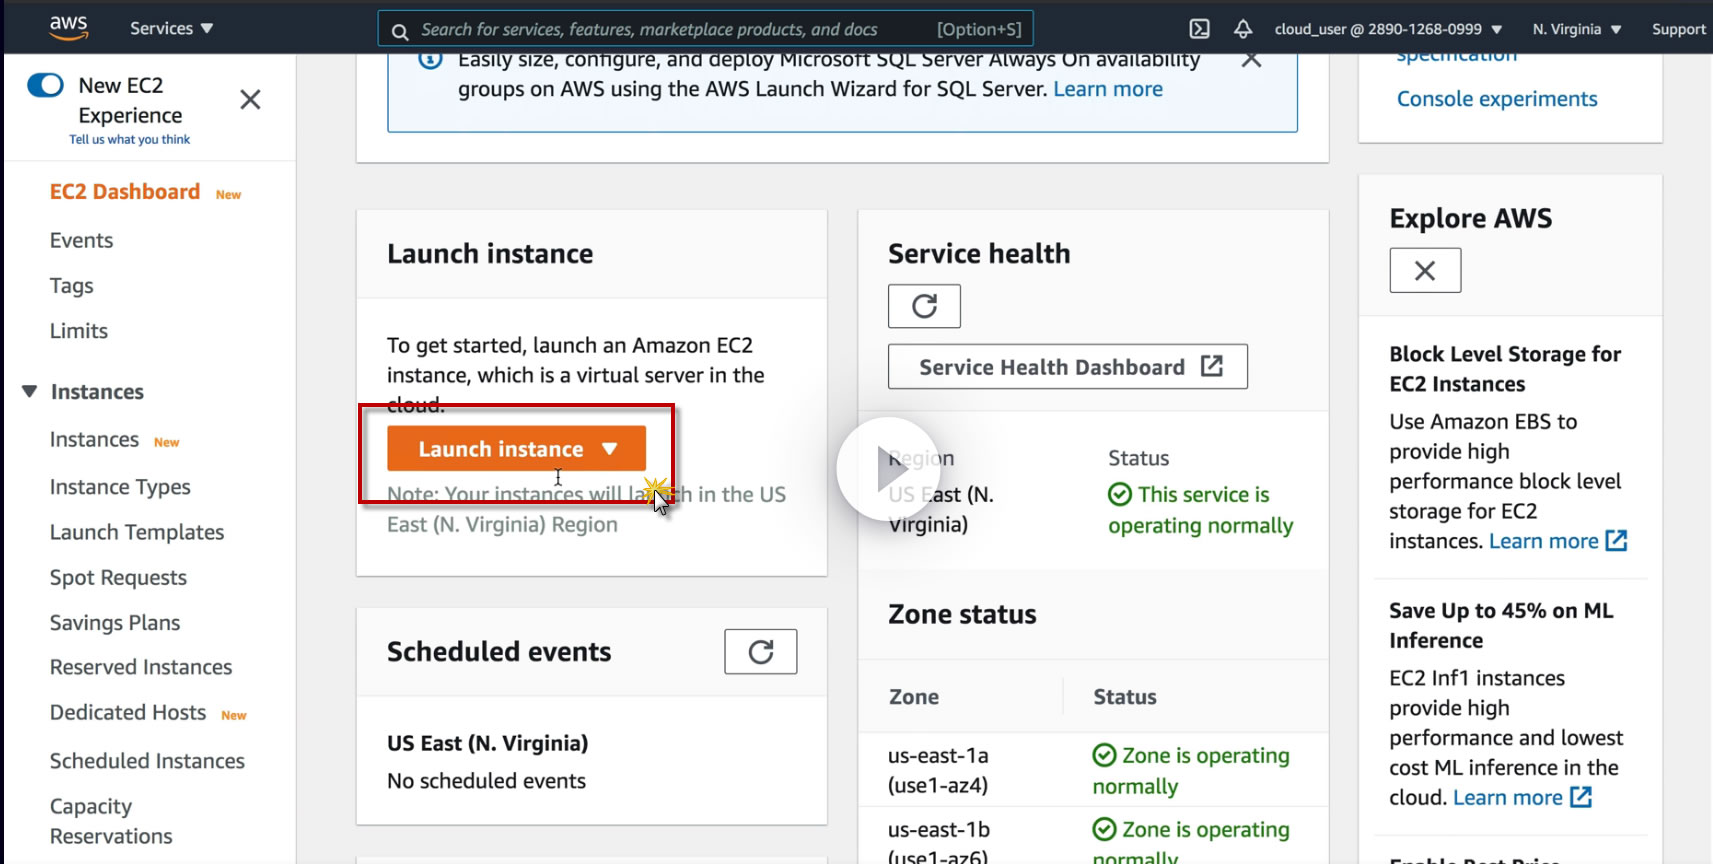 aws
Services
Search for services, features, marketplace products, and docs
[Option+S]
cloud_user @ 2890-1268-0999
N. Virginia
Support
New EC2
Experience
Tell us what you think
EC2 Dashboard New
Events
Tags
Limits
Instances
Instances New
Instance Types
Launch Templates
Spot Requests
Savings Plans
Reserved Instances
Dedicated Hosts New
Scheduled Instances
Capacity
Reservations
Easily size, configure, and deploy Microsoft SQL Server Always On availability
groups on AWS using the AWS Launch Wizard for SQL Server. Learn more
Launch instance
To get started, launch an Amazon EC2
instance, which is a virtual server in the
cloud.
Launch instance
Note: Your instances will launch in the US
East (N. Virginia) Region
Scheduled events
US East (N. Virginia)
No scheduled events
Service health
Service Health Dashboard
Region
Status
US East (N.
Virginia)
This service is
operating normally
Zone status
Zone
Status
us-east-1a
(use1-az4)
Zone is operating
normally
us-east-1b
(use1-az6)
Zone is operating
normally
specification
Console experiments
Explore AWS
Block Level Storage for
EC2 Instances
Use Amazon EBS to
provide high
performance block level
storage for EC2
instances. Learn more
Save Up to 45% on ML
Inference
EC2 Inf1 instances
provide high
performance and lowest
cost ML inference in the
cloud. Learn more
Enable Best Price